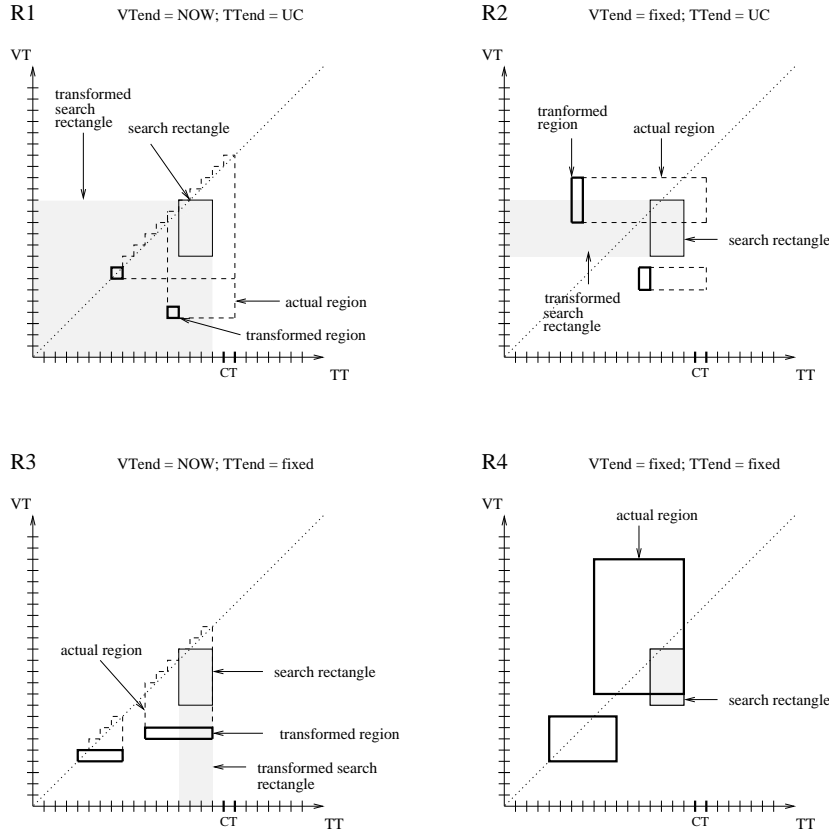 R1
VTend = NOW; TTend = UC
VT
transformed
search
rectangle
search rectangle
actual region
transformed region
CT
TT
R2
VTend = fixed; TTend = UC
VT
tranformed
region
actual region
search rectangle
transformed
search
rectangle
CT
TT
R3
VTend = NOW; TTend = fixed
VT
actual region
search rectangle
transformed region
transformed search
rectangle
CT
TT
R4
VTend = fixed; TTend = fixed
VT
actual region
search rectangle
CT
TT